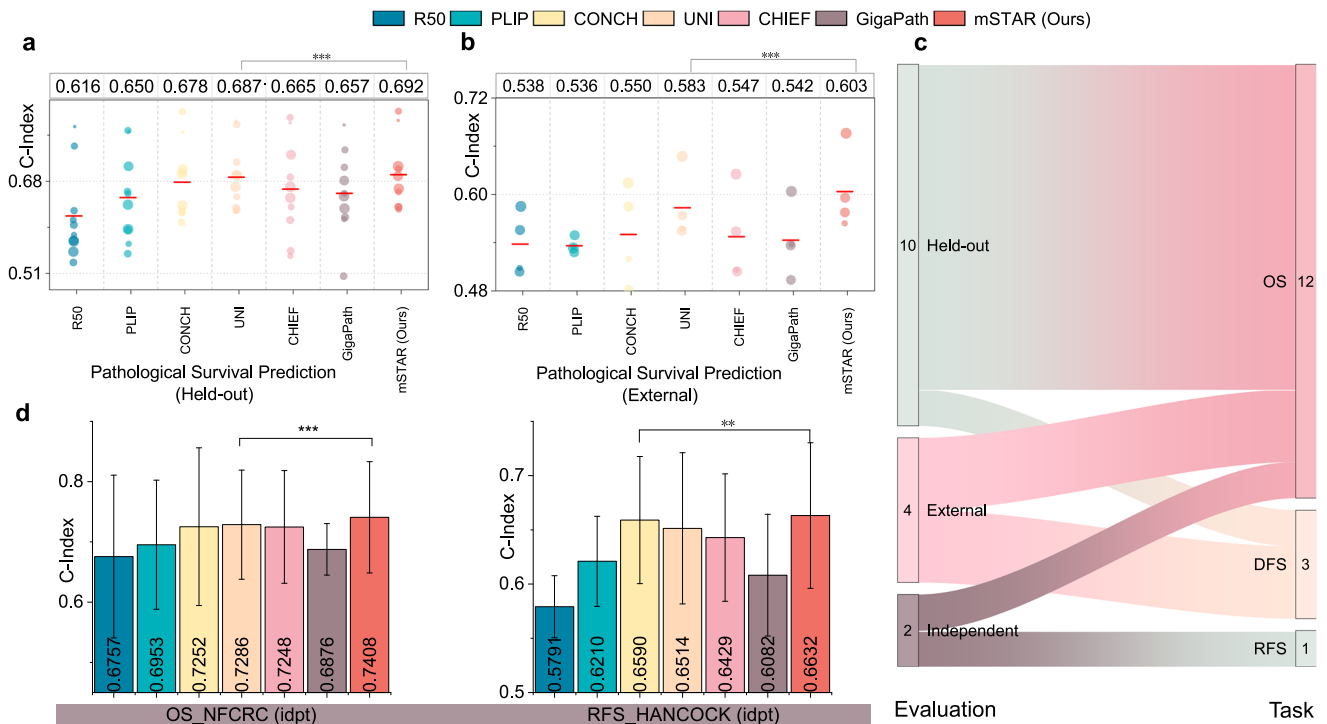 R50 PLIP CONCH UNI CHIEF GigaPath mSTAR (Ours)
a
***
0.616 0.650 0.678 0.687 0.665 0.657 0.692
C-Index
0.68
0.51
R50 PLIP CONCH UNI CHIEF GigaPath mSTAR (Ours)
Pathological Survival Prediction
(Held-out)
b
***
0.538 0.536 0.550 0.583 0.547 0.542 0.603
C-Index
0.72
0.60
0.48
R50 PLIP CONCH UNI CHIEF GigaPath mSTAR (Ours)
Pathological Survival Prediction
(External)
c
10 Held-out
4 External
2 Independent
OS 12
DFS 3
RFS 1
Evaluation Task
d
***
C-Index
0.8
0.6
0.6757 0.6953 0.7252 0.7286 0.7248 0.6876 0.7408
OS_NFCRC (idpt)
**
C-Index
0.7
0.6
0.5
0.5791 0.6210 0.6590 0.6514 0.6429 0.6082 0.6632
RFS_HANCOCK (idpt)